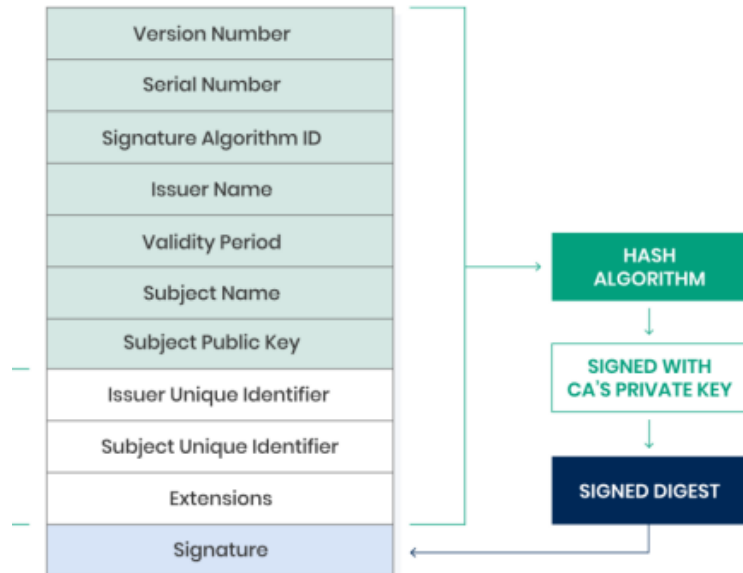 Version Number
Serial Number
Signature Algorithm ID
Issuer Name
Validity Period
Subject Name
Subject Public Key
Issuer Unique Identifier
Subject Unique Identifier
Extensions
Signature
HASH
ALGORITHM
SIGNED WITH
CA'S PRIVATE KEY
SIGNED DIGEST